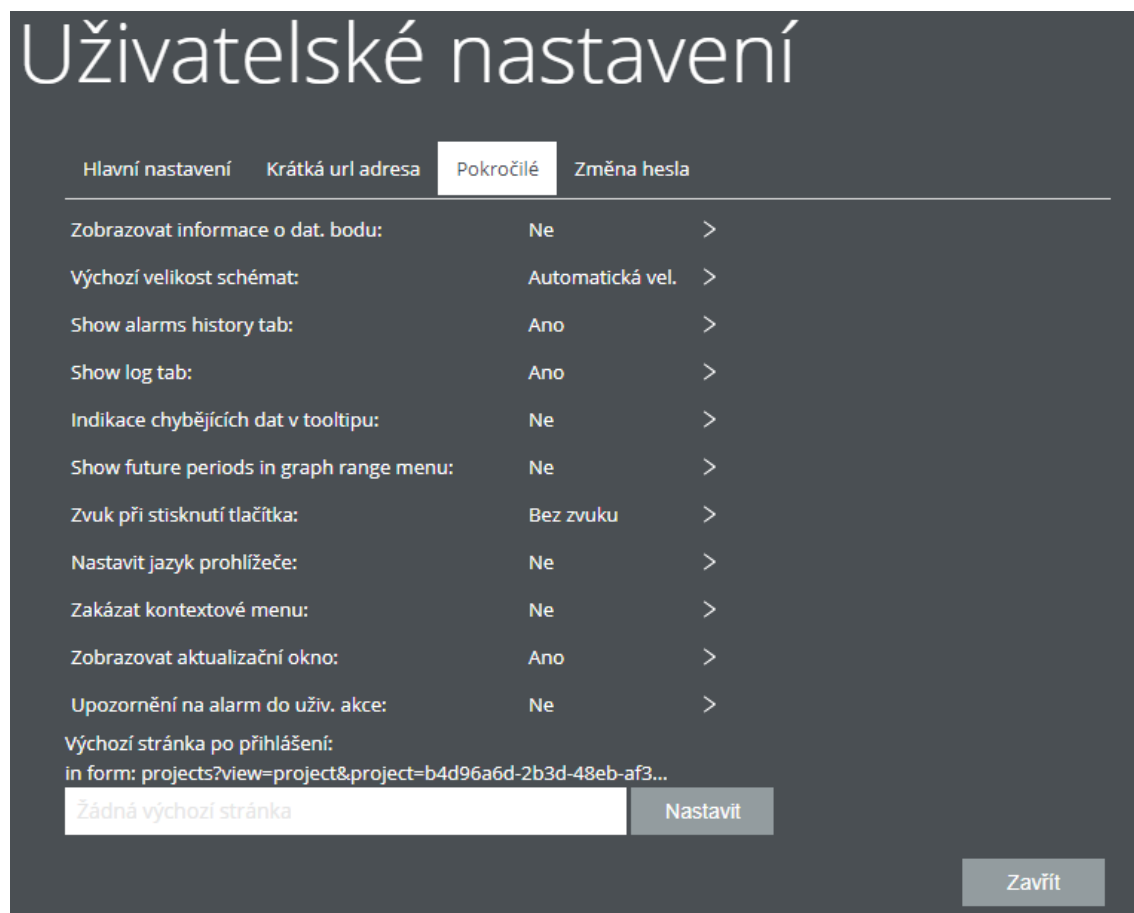 Uživatelské nastavení
Hlavní nastavení Krátká url adresa Pokročilé Změna hesla
Zobrazovat informace o dat. bodu: Ne >
Výchozí velikost schémat: Automatická vel. >
Show alarms history tab: Ano >
Show log tab: Ano >
Indikace chybějících dat v tooltipu: Ne >
Show future periods in graph range menu: Ne >
Zvuk při stisknutí tlačítka: Bez zvuku >
Nastavit jazyk prohlížeče: Ne >
Zakázat kontextové menu: Ne >
Zobrazovat aktualizační okno: Ano >
Upozornění na alarm do uživ. akce: Ne >
Výchozí stránka po přihlášení:
in form: projects?view=project&project=b4d96a6d-2b3d-48eb-af3...
Žádná výchozí stránka Nastavit
Zavřít